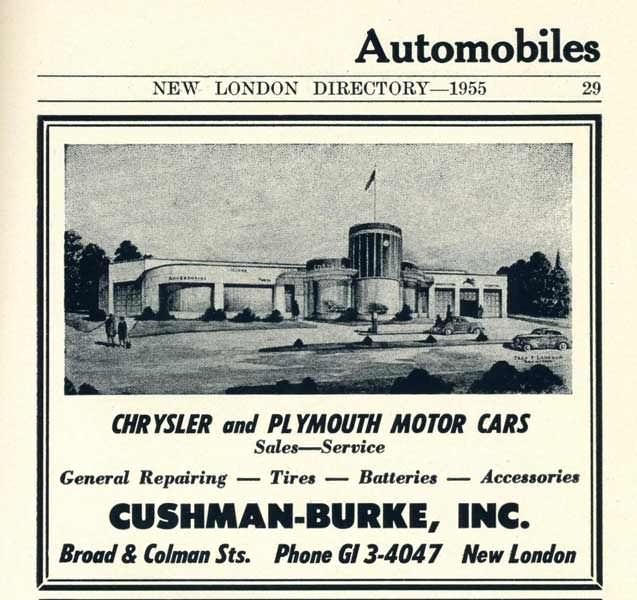 Automobiles
NEW LONDON DIRECTORY—1955 29
ACCESSORIES
CHRYSLER and PLYMOUTH MOTOR CARS
Sales—Service
General Repairing — Tires — Batteries — Accessories
CUSHMAN-BURKE, INC.
Broad & Colman Sts. Phone GI 3-4047 New London